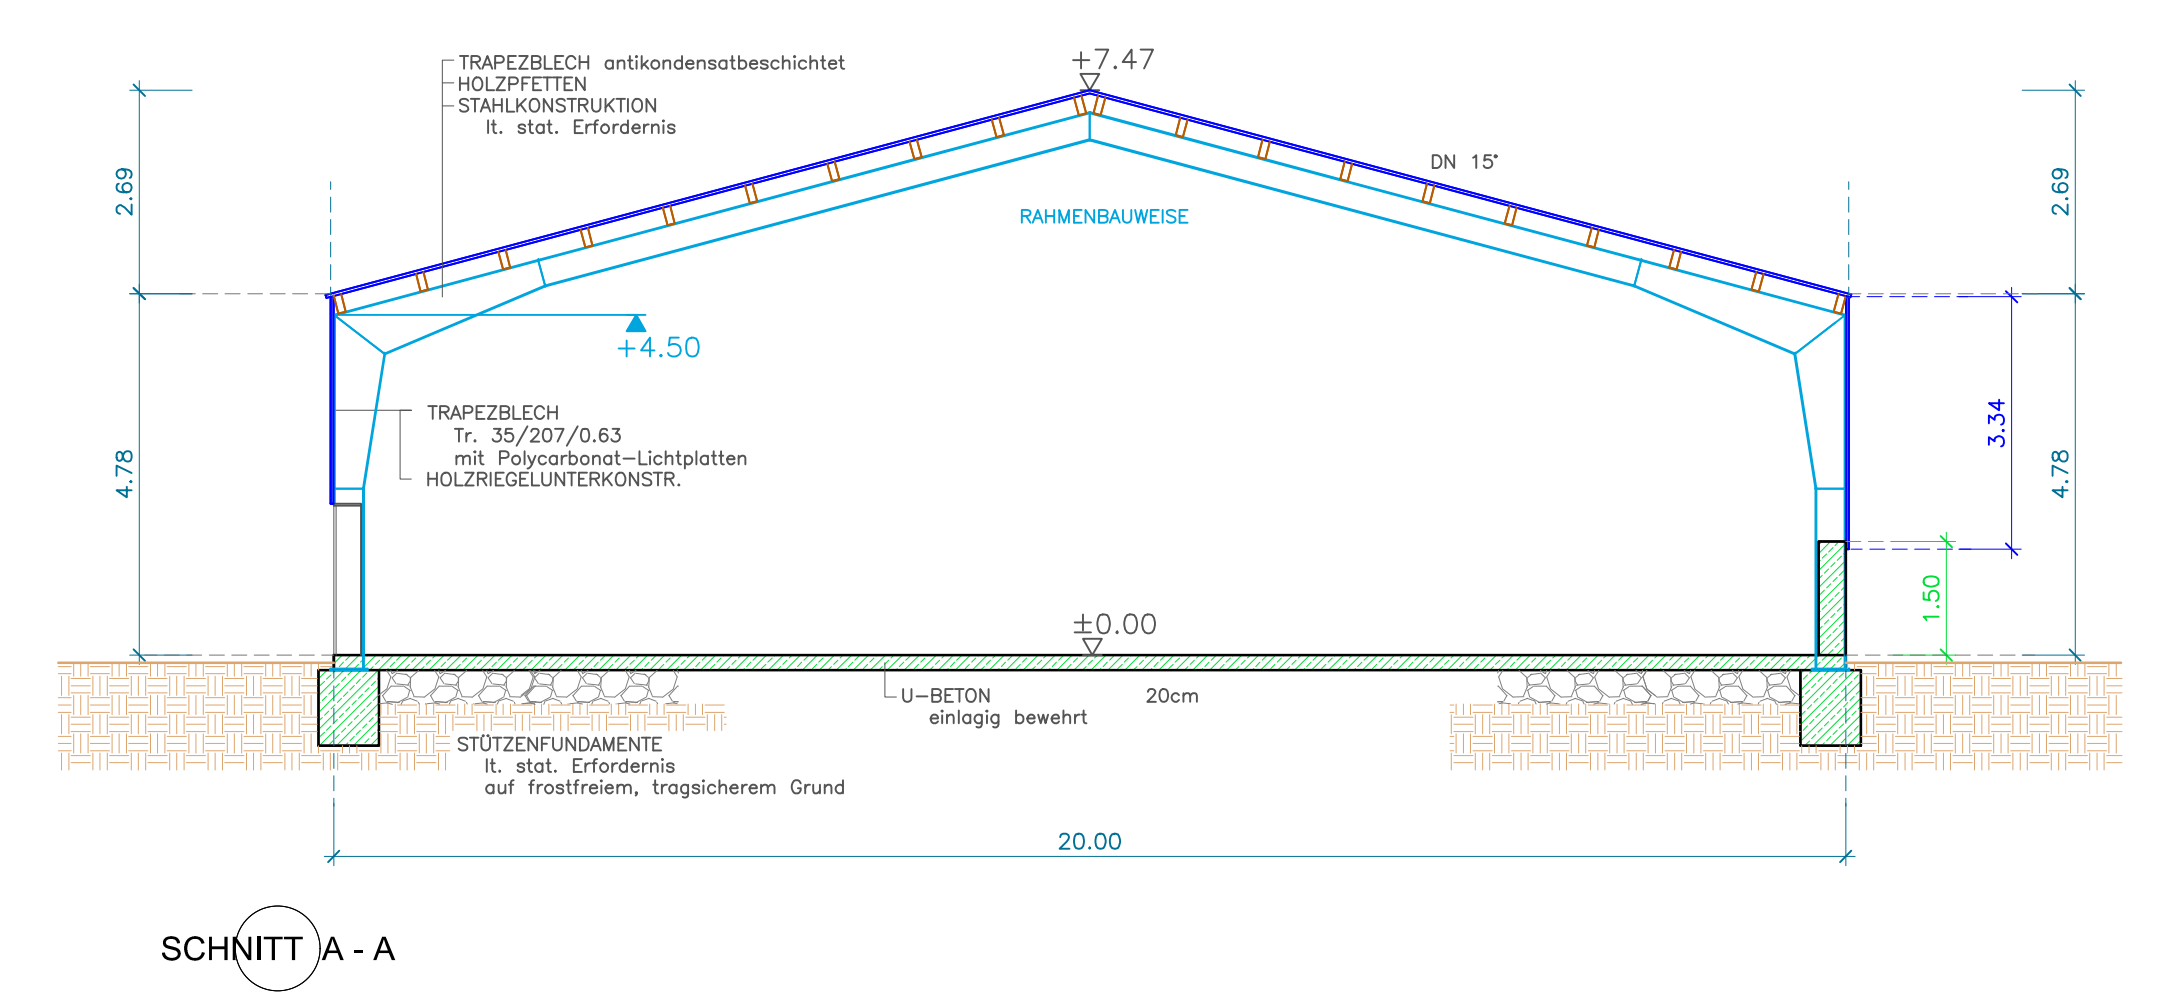 +7.47
TRAPEZBLECH antikondensatbeschichtet
HOLZPFETTEN
STAHLKONSTRUKTION
lt. stat. Erfordernis
DN 15°
2.69
2.69
RAHMENBAUWEISE
+4.50
TRAPEZBLECH
Tr. 35/207/0.63
mit Polycarbonat-Lichtplatten
HOLZRIEGELUNTERKONSTR.
4.78
3.34
4.78
1.50
±0.00
U-BETON 20cm
einlagig bewehrt
STÜTZENFUNDAMENTE
lt. stat. Erfordernis
auf frostfreiem, tragsicherem Grund
20.00
SCHNITT A - A